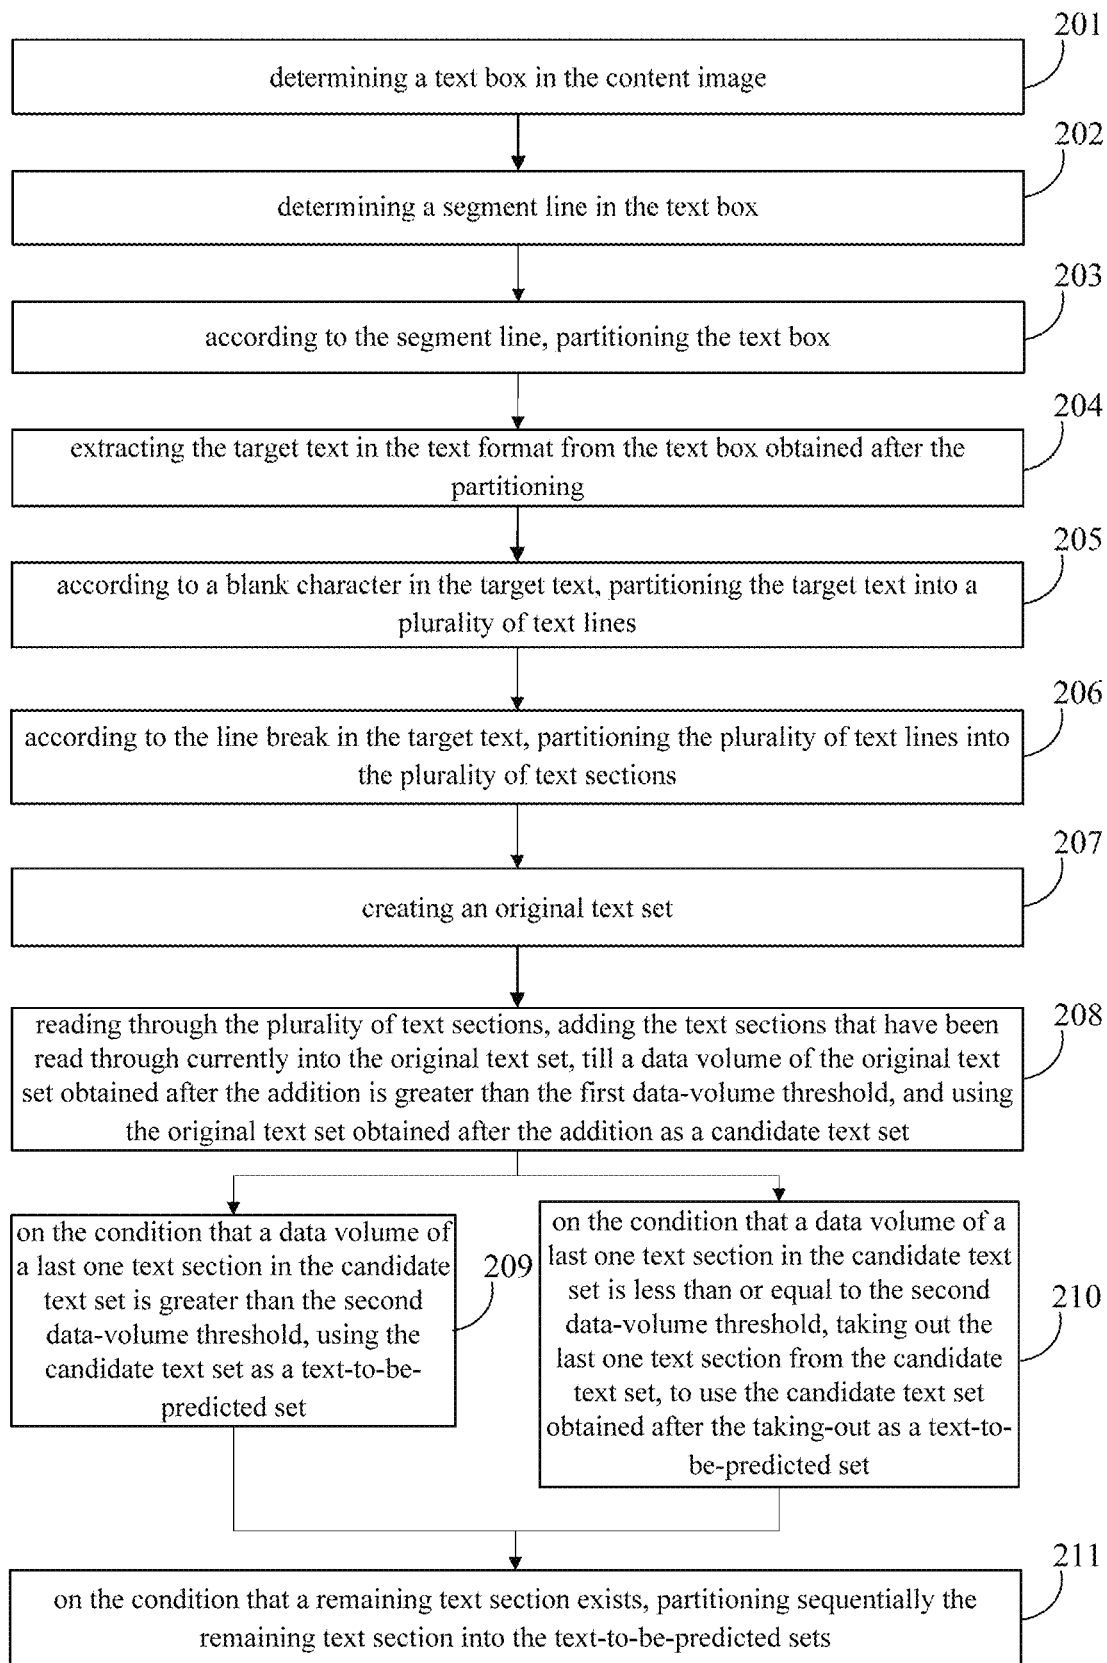 201
determining a text box in the content image
202
determining a segment line in the text box
203
according to the segment line, partitioning the text box
204
extracting the target text in the text format from the text box obtained after the
partitioning
205
according to a blank character in the target text, partitioning the target text into a
plurality of text lines
206
according to the line break in the target text, partitioning the plurality of text lines into
the plurality of text sections
207
creating an original text set
208
reading through the plurality of text sections, adding the text sections that have been
read through currently into the original text set, till a data volume of the original text
set obtained after the addition is greater than the first data-volume threshold, and using
the original text set obtained after the addition as a candidate text set
on the condition that a data volume of
a last one text section in the candidate
text set is greater than the second
data-volume threshold, using the
candidate text set as a text-to-be-
predicted set
209
on the condition that a data volume of a
last one text section in the candidate text
set is less than or equal to the second
data-volume threshold, taking out the
last one text section from the candidate
text set, to use the candidate text set
obtained after the taking-out as a text-to-
be-predicted set
210
211
on the condition that a remaining text section exists, partitioning sequentially the
remaining text section into the text-to-be-predicted sets